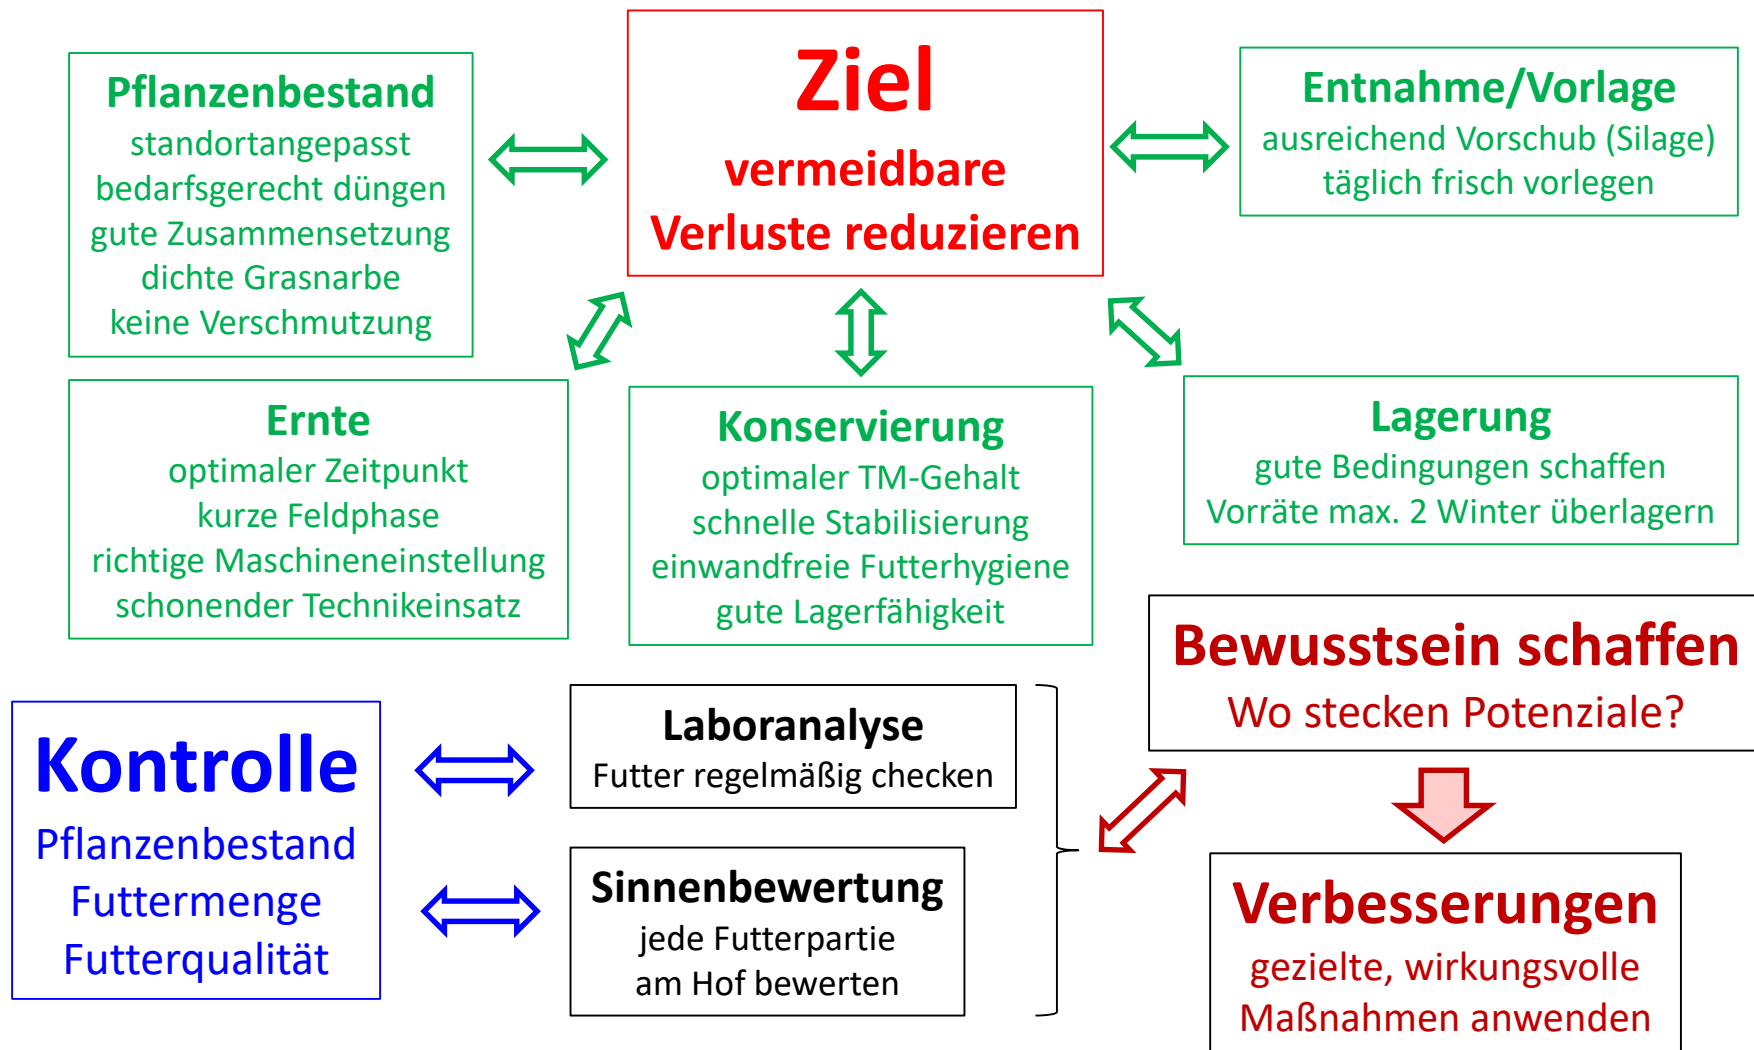 Pflanzenbestand
standortangepasst
bedarfsgerecht düngen
gute Zusammensetzung
dichte Grasnarbe
keine Verschmutzung
Ziel
vermeidbare
Verluste reduzieren
Entnahme/Vorlage
ausreichend Vorschub (Silage)
täglich frisch vorlegen
Ernte
optimaler Zeitpunkt
kurze Feldphase
richtige Maschineneinstellung
schonender Technikeinsatz
Konservierung
optimaler TM-Gehalt
schnelle Stabilisierung
einwandfreie Futterhygiene
gute Lagerfähigkeit
Lagerung
gute Bedingungen schaffen
Vorräte max. 2 Winter überlagern
Kontrolle
Pflanzenbestand
Futtermenge
Futterqualität
Laboranalyse
Futter regelmäßig checken
Sinnenbewertung
jede Futterpartie
am Hof bewerten
Bewusstsein schaffen
Wo stecken Potenziale?
Verbesserungen
gezielte, wirkungsvolle
Maßnahmen anwenden